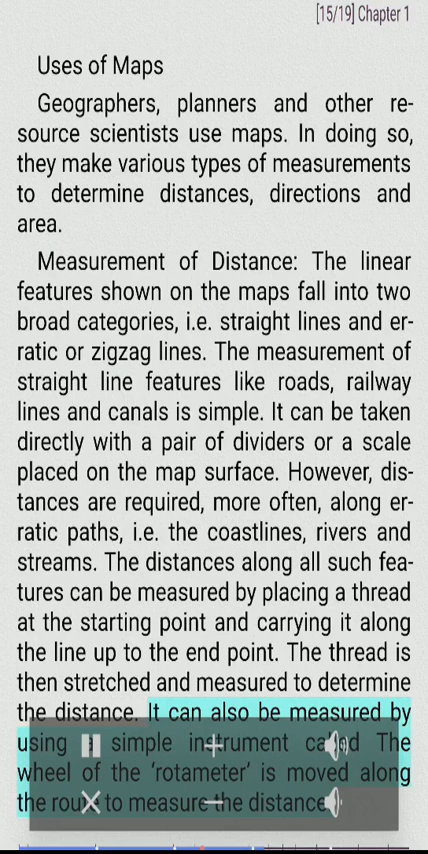 [15/19] Chapter 1
Uses of Maps
Geographers, planners and other re-
source scientists use maps. In doing so,
they make various types of measurements
to determine distances, directions and
area.
Measurement of Distance: The linear
features shown on the maps fall into two
broad categories, i.e. straight lines and er-
ratic or zigzag lines. The measurement of
straight line features like roads, railway
lines and canals is simple. It can be taken
directly with a pair of dividers or a scale
placed on the map surface. However, dis-
tances are required, more often, along er-
ratic paths, i.e. the coastlines, rivers and
streams. The distances along all such fea-
tures can be measured by placing a thread
at the starting point and carrying it along
the line up to the end point. The thread is
then stretched and measured to determine
the distance. It can also be measured by
using a simple instrument called The
wheel of the ‘rotameter’ is moved along
the route to measure the distance